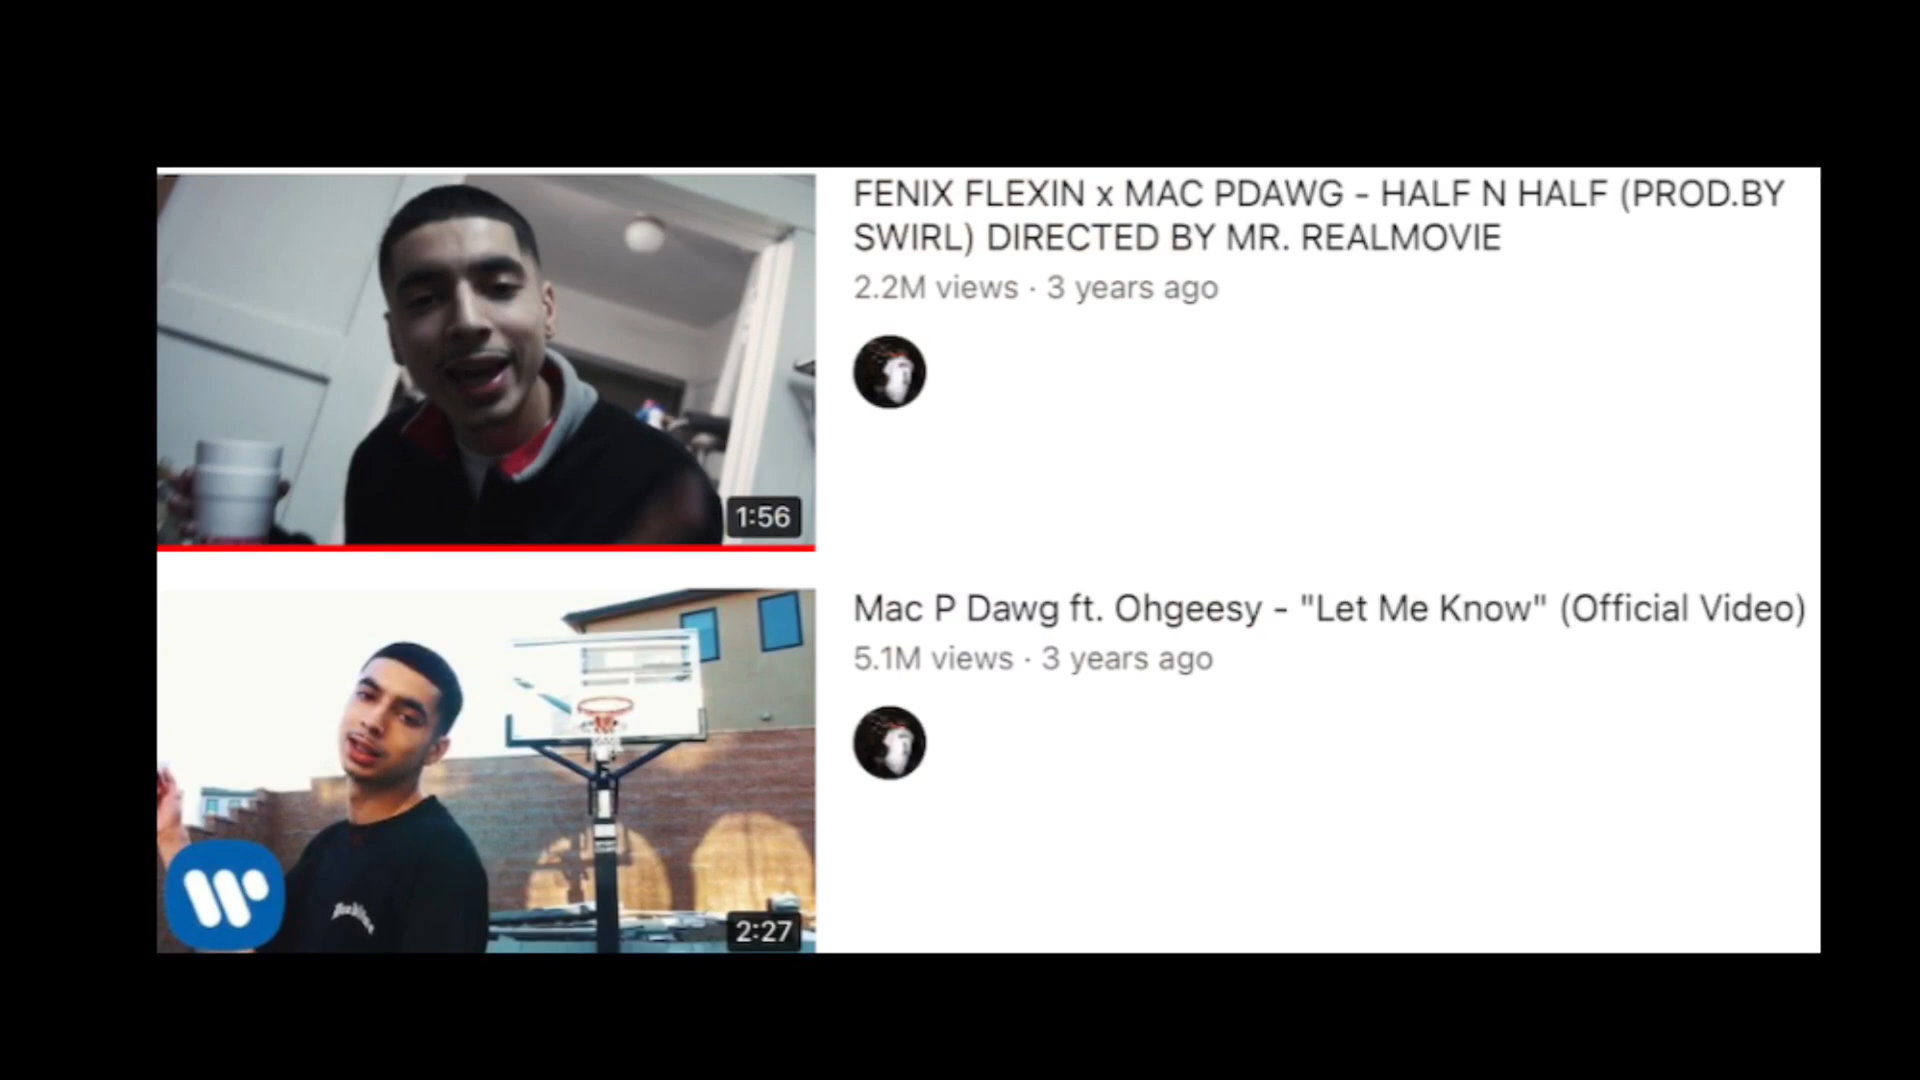 FENIX FLEXIN x MAC PDAWG - HALF N HALF (PROD.BY
SWIRL) DIRECTED BY MR. REALMOVIE
2.2M views · 3 years ago
1:56
Mac P Dawg ft. Ohgeesy - "Let Me Know" (Official Video)
5.1M views · 3 years ago
2:27